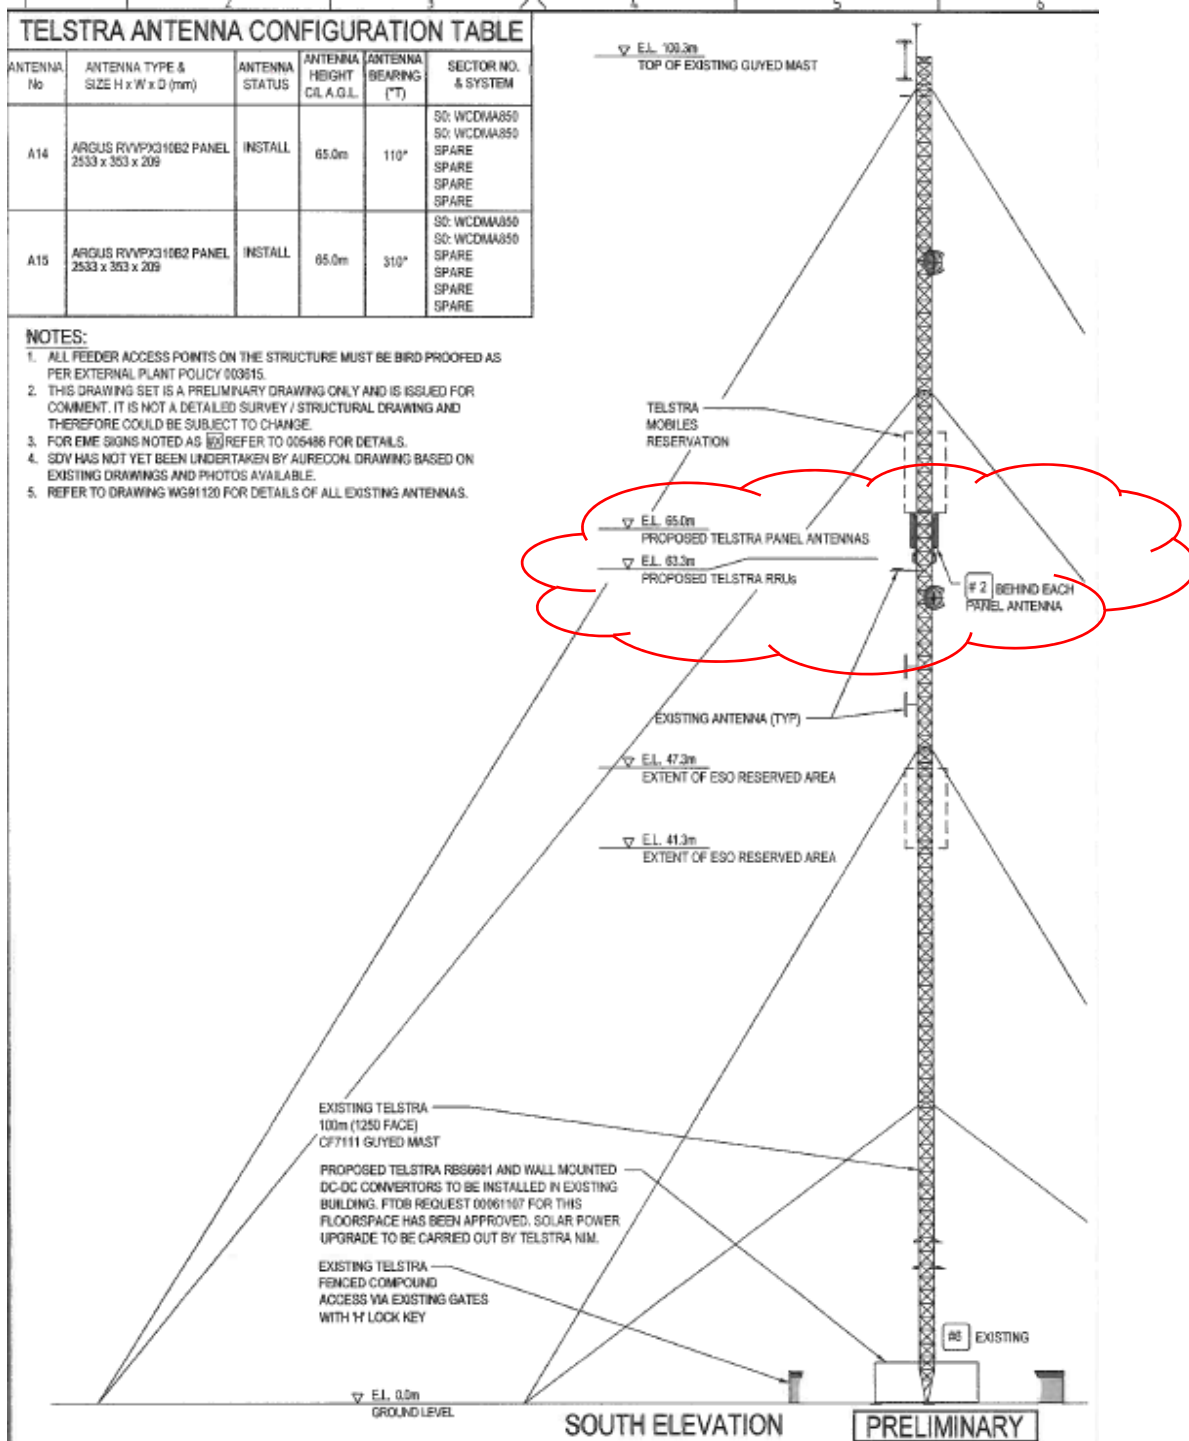 2
3
4
5
6
TELSTRA ANTENNA CONFIGURATION TABLE
ANTENNA No
ANTENNA TYPE & SIZE H x W x D (mm)
ANTENNA STATUS
ANTENNA HEIGHT C/L A.G.L.
ANTENNA BEARING (°T)
SECTOR NO. & SYSTEM
A14
ARGUS RVVPX310B2 PANEL
2533 x 353 x 209
INSTALL
65.0m
110°
S0: WCDMA850
S0: WCDMA850
SPARE
SPARE
SPARE
SPARE
A15
ARGUS RVVPX310B2 PANEL
2533 x 353 x 209
INSTALL
65.0m
310°
S0: WCDMA850
S0: WCDMA850
SPARE
SPARE
SPARE
SPARE
NOTES:
1. ALL FEEDER ACCESS POINTS ON THE STRUCTURE MUST BE BIRD PROOFED AS
PER EXTERNAL PLANT POLICY 003615.
2. THIS DRAWING SET IS A PRELIMINARY DRAWING ONLY AND IS ISSUED FOR
COMMENT. IT IS NOT A DETAILED SURVEY / STRUCTURAL DRAWING AND
THEREFORE COULD BE SUBJECT TO CHANGE.
3. FOR EME SIGNS NOTED AS REFER TO 005486 FOR DETAILS.
4. SDV HAS NOT YET BEEN UNDERTAKEN BY AURECON. DRAWING BASED ON
EXISTING DRAWINGS AND PHOTOS AVAILABLE.
5. REFER TO DRAWING WG91120 FOR DETAILS OF ALL EXISTING ANTENNAS.
E.L. 100.3m
TOP OF EXISTING GUYED MAST
TELSTRA
MOBILES
RESERVATION
E.L. 65.0m
PROPOSED TELSTRA PANEL ANTENNAS
E.L. 63.3m
PROPOSED TELSTRA RRUs
#2 BEHIND EACH
PANEL ANTENNA
EXISTING ANTENNA (TYP)
E.L. 47.3m
EXTENT OF ESO RESERVED AREA
E.L. 41.3m
EXTENT OF ESO RESERVED AREA
EXISTING TELSTRA
100m (1250 FACE)
CF7111 GUYED MAST
PROPOSED TELSTRA RBS6601 AND WALL MOUNTED
DC-DC CONVERTORS TO BE INSTALLED IN EXISTING
BUILDING. FTDB REQUEST 00061107 FOR THIS
FLOORSPACE HAS BEEN APPROVED. SOLAR POWER
UPGRADE TO BE CARRIED OUT BY TELSTRA NIM.
EXISTING TELSTRA
FENCED COMPOUND
ACCESS VIA EXISTING GATES
WITH 'H' LOCK KEY
#6 EXISTING
E.L. 0.0m
GROUND LEVEL
SOUTH ELEVATION
PRELIMINARY